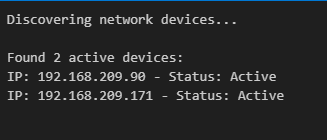 Discovering network devices...
Found 2 active devices:
IP: 192.168.209.90 - Status: Active
IP: 192.168.209.171 - Status: Active